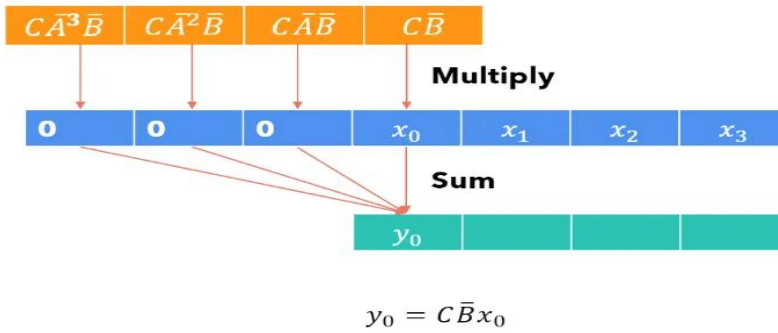 CA̅³B̅ CA̅²B̅ CA̅B̅ CB̅
Multiply
0 0 0 x₀ x₁ x₂ x₃
Sum
y₀
y₀ = CB̅x₀